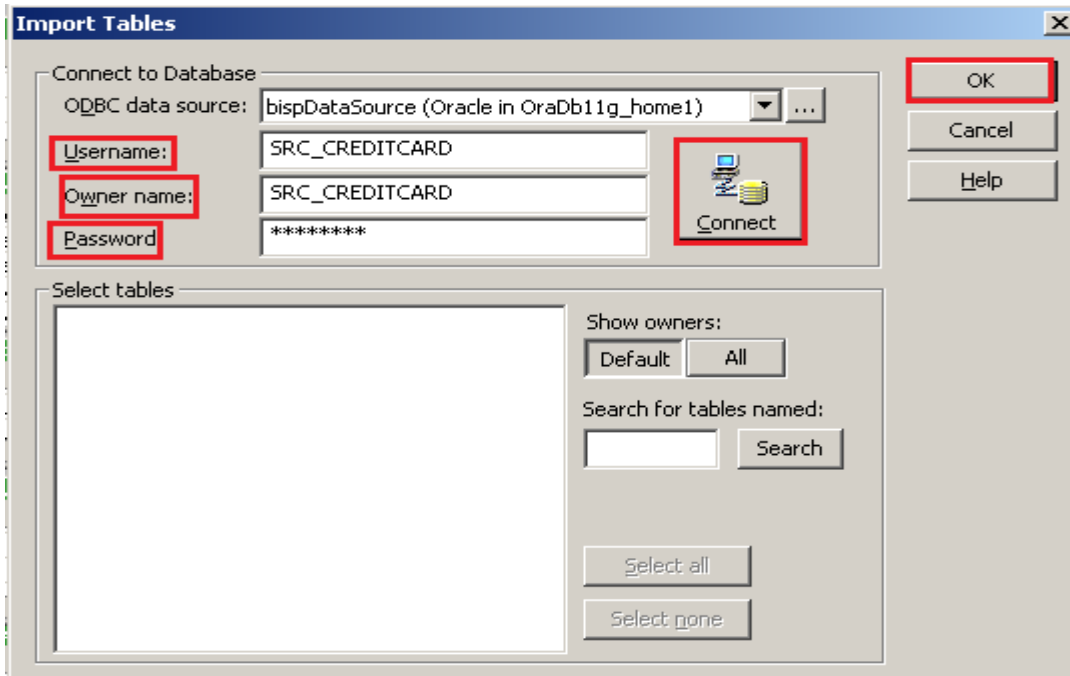 Import Tables
Connect to Database
ODBC data source: bispDataSource (Oracle in OraDb11g_home1) ...
Username: SRC_CREDITCARD
Owner name: SRC_CREDITCARD
Password ********
Connect
OK
Cancel
Help
Select tables
Show owners:
Default All
Search for tables named:
Search
Select all
Select none